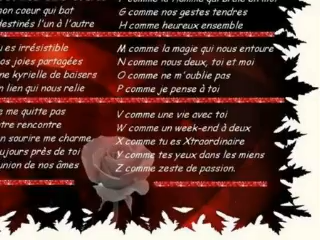 mon cœur qui bat
destinés l'un à l'autre
G comme nos gestes tendres
H comme heureux ensemble
es irrésistible
nos joies partagées
ne kyrielle de baisers
n lien qui nous relie
M comme la magie qui nous entoure
N comme nous deux, toi et moi
O comme ne m'oublie pas
P comme je pense à toi
me quitte pas
tre rencontre
n sourire me charme
ujours près de toi
union de nos âmes
V comme une vie avec toi
W comme un week-end à deux
X comme tu es Xtraordinaire
Y comme tes yeux dans les miens
Z comme zeste de passion.